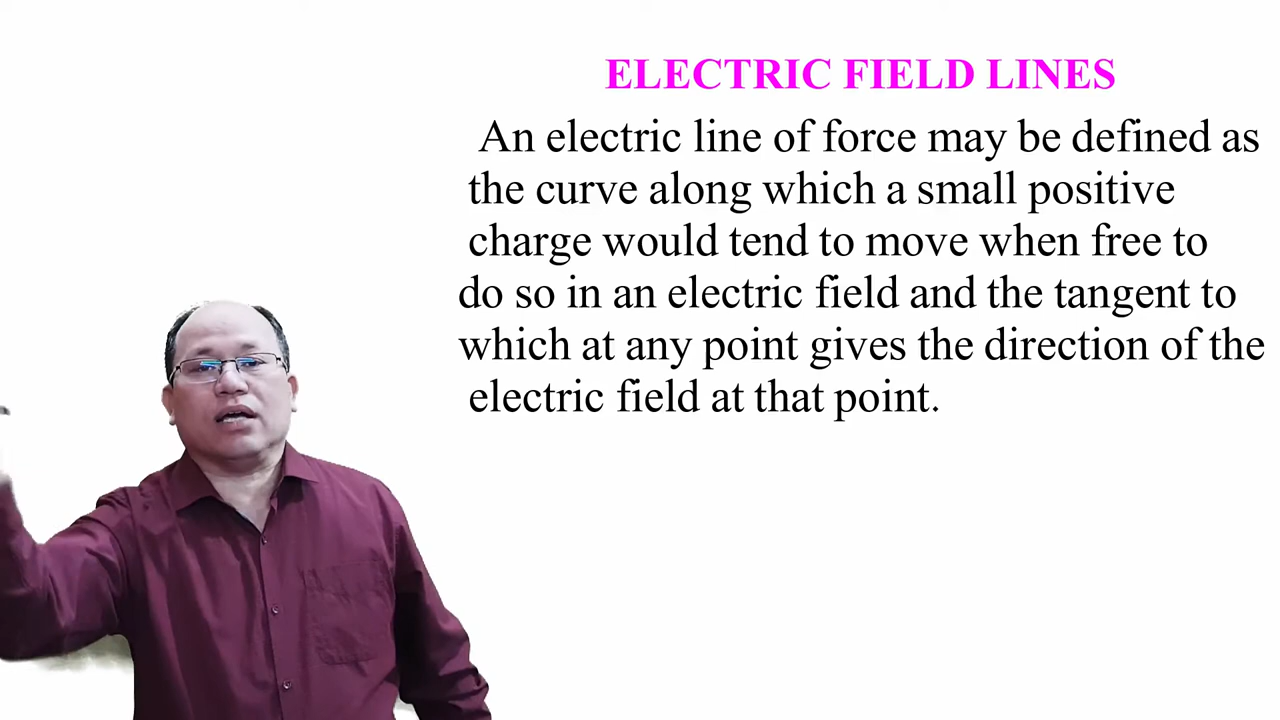 ELECTRIC FIELD LINES
An electric line of force may be defined as
the curve along which a small positive
charge would tend to move when free to
do so in an electric field and the tangent to
which at any point gives the direction of the
electric field at that point.